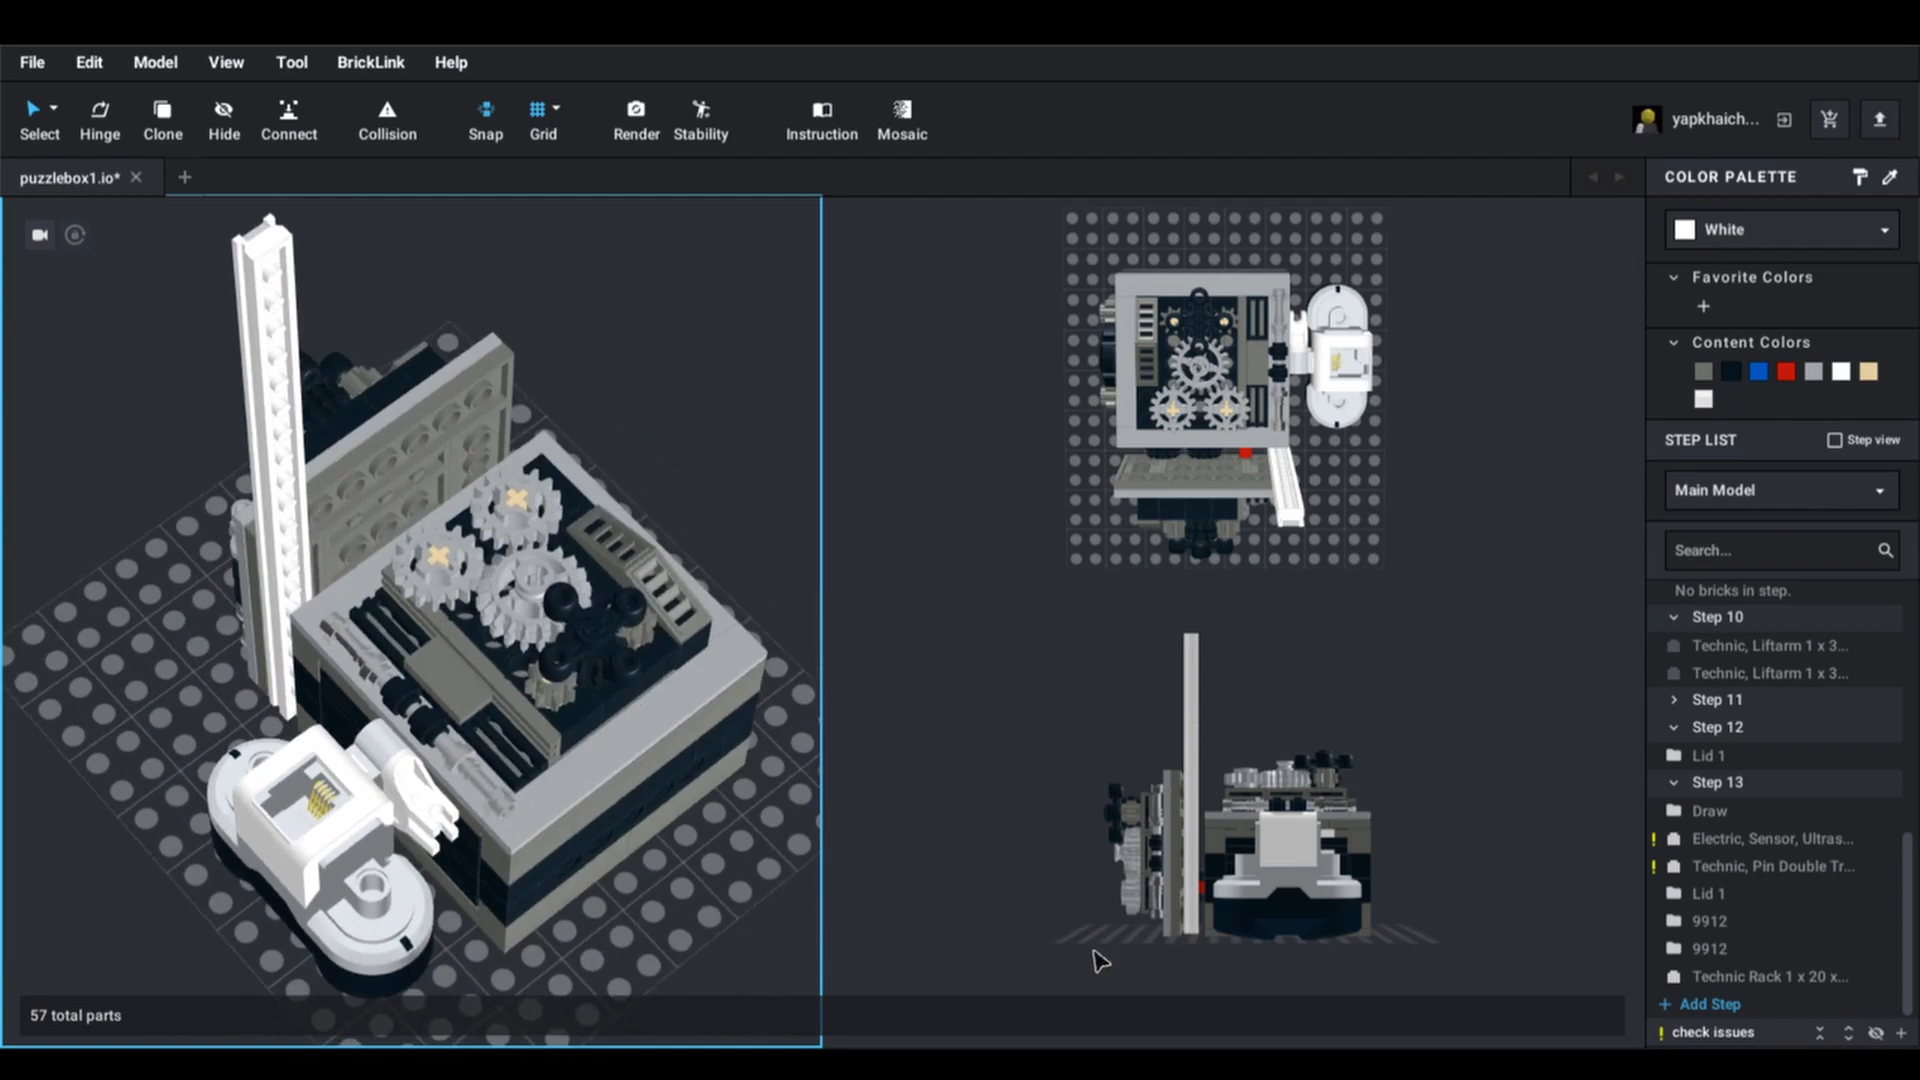 File Edit Model View Tool BrickLink Help
Select Hinge Clone Hide Connect Collision Snap Grid Render Stability Instruction Mosaic
yapkhaich...
puzzlebox1.io*
COLOR PALETTE
White
Favorite Colors
Content Colors
STEP LIST Step view
Main Model
Search...
No bricks in step.
Step 10
Technic, Liftarm 1 x 3...
Technic, Liftarm 1 x 3...
Step 11
Step 12
Lid 1
Step 13
Draw
Electric, Sensor, Ultras...
Technic, Pin Double Tr...
Lid 1
9912
9912
Technic Rack 1 x 20 x...
+ Add Step
check issues
57 total parts